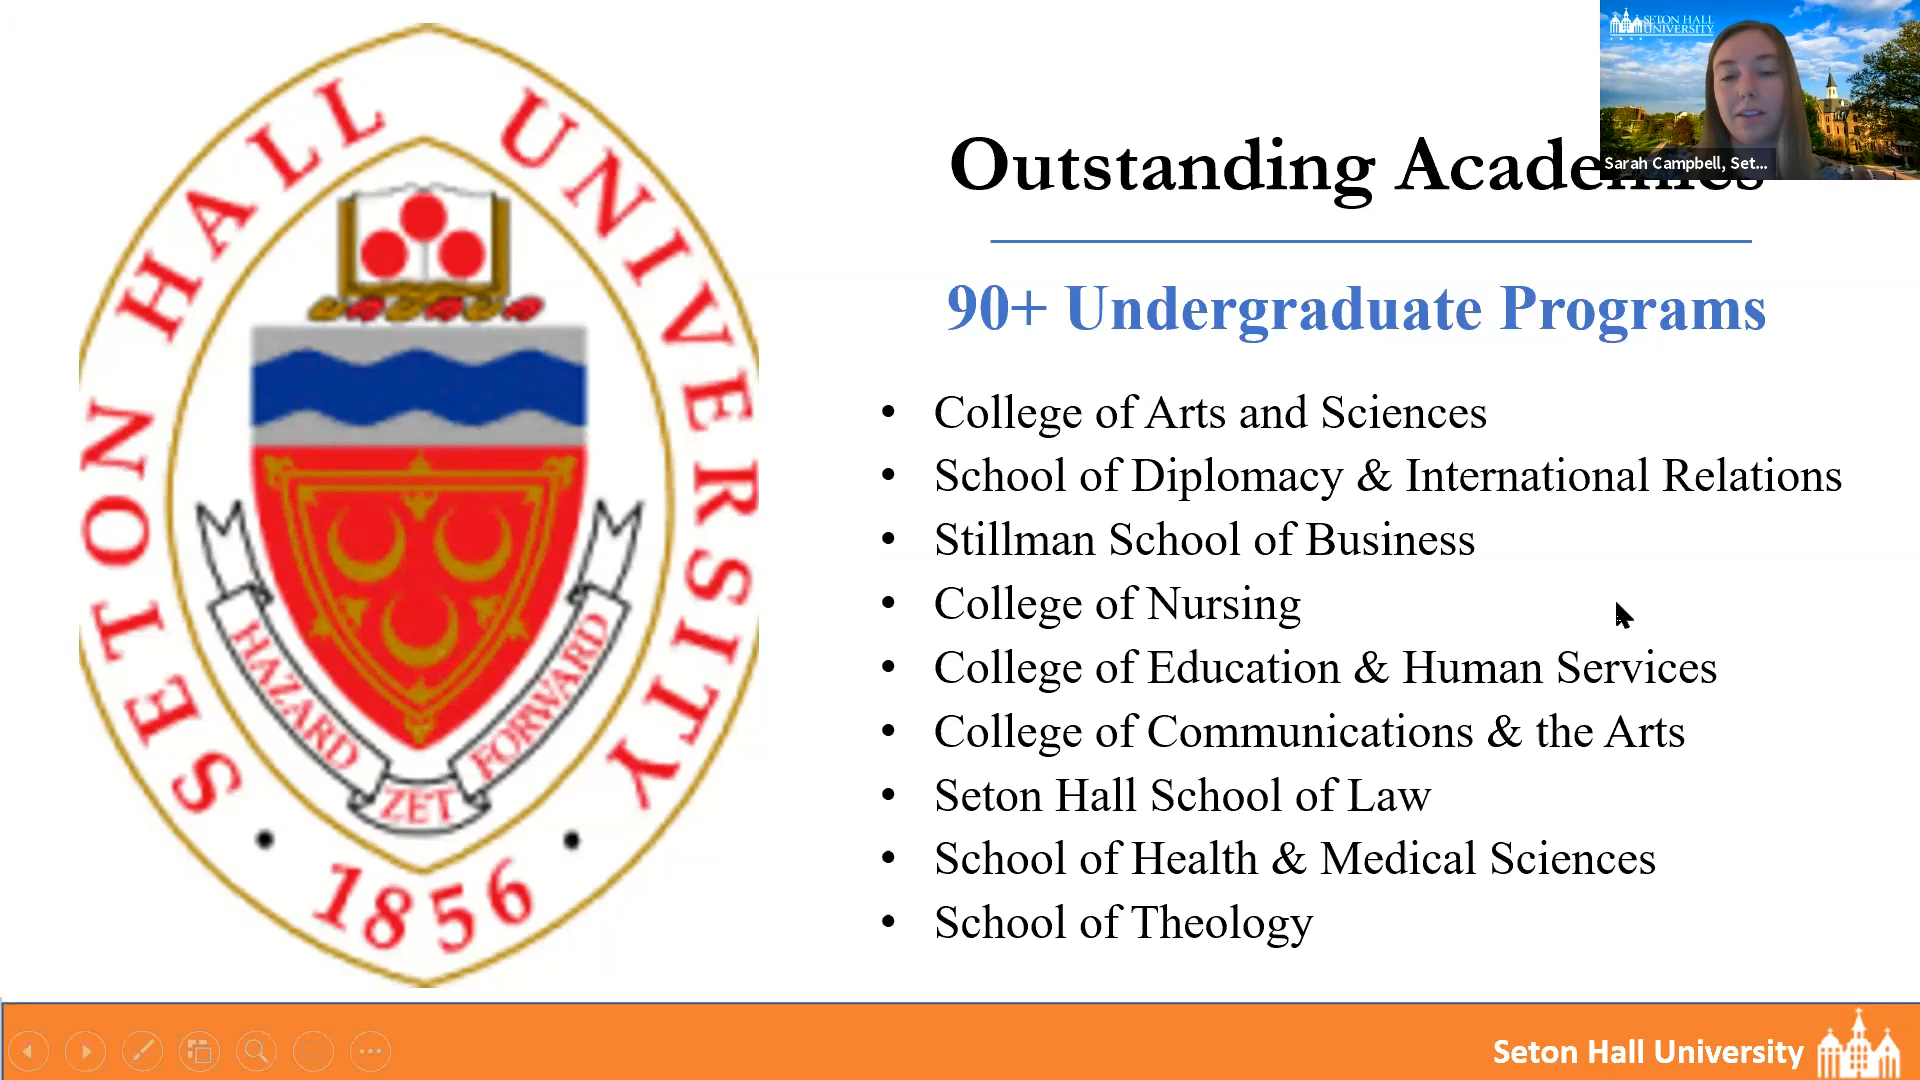 SETON HALL UNIVERSITY
HAZARD ZET FORWARD
1856
SETON HALL
UNIVERSITY
Sarah Campbell, Set...
Outstanding Academics
90+ Undergraduate Programs
• College of Arts and Sciences
• School of Diplomacy & International Relations
• Stillman School of Business
• College of Nursing
• College of Education & Human Services
• College of Communications & the Arts
• Seton Hall School of Law
• School of Health & Medical Sciences
• School of Theology
Seton Hall University